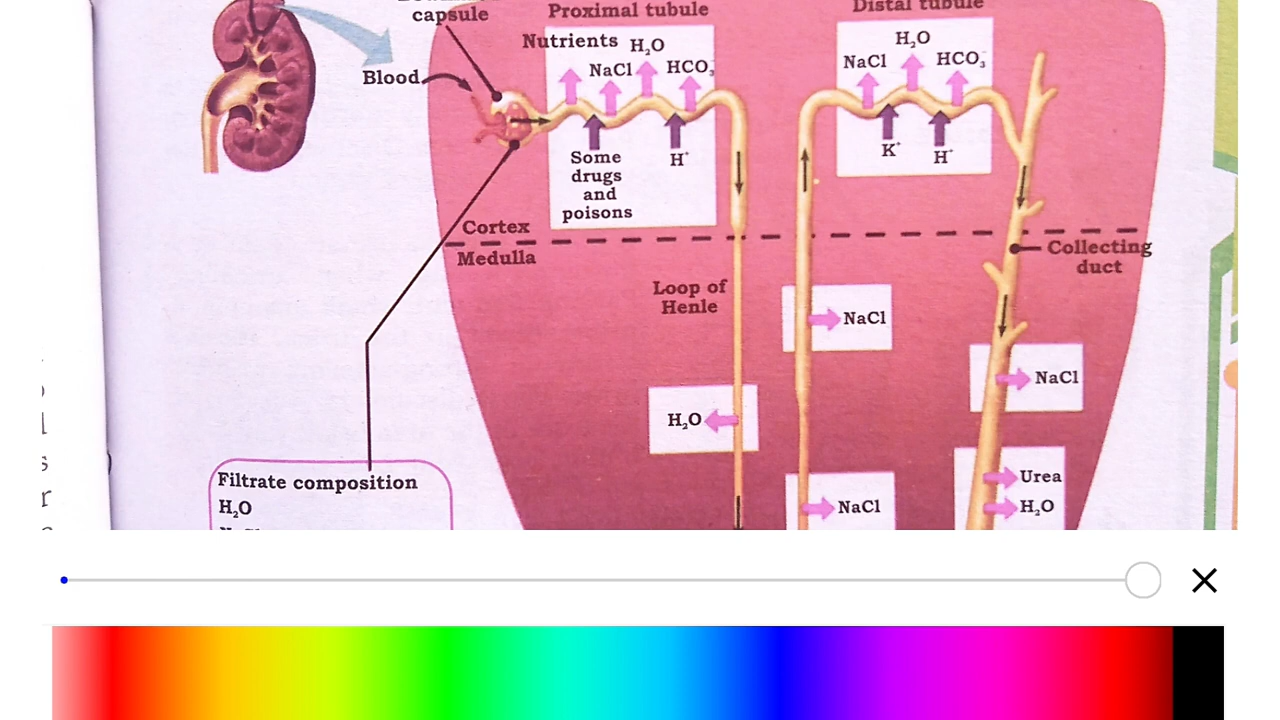 capsule
Proximal tubule
Distal tubule
Nutrients
H₂O
NaCl
HCO₃⁻
Blood
Some
drugs
and
poisons
H⁺
NaCl
H₂O
HCO₃⁻
K⁺
H⁺
Cortex
Medulla
Collecting
duct
Loop of
Henle
NaCl
NaCl
H₂O
NaCl
Urea
H₂O
Filtrate composition
H₂O